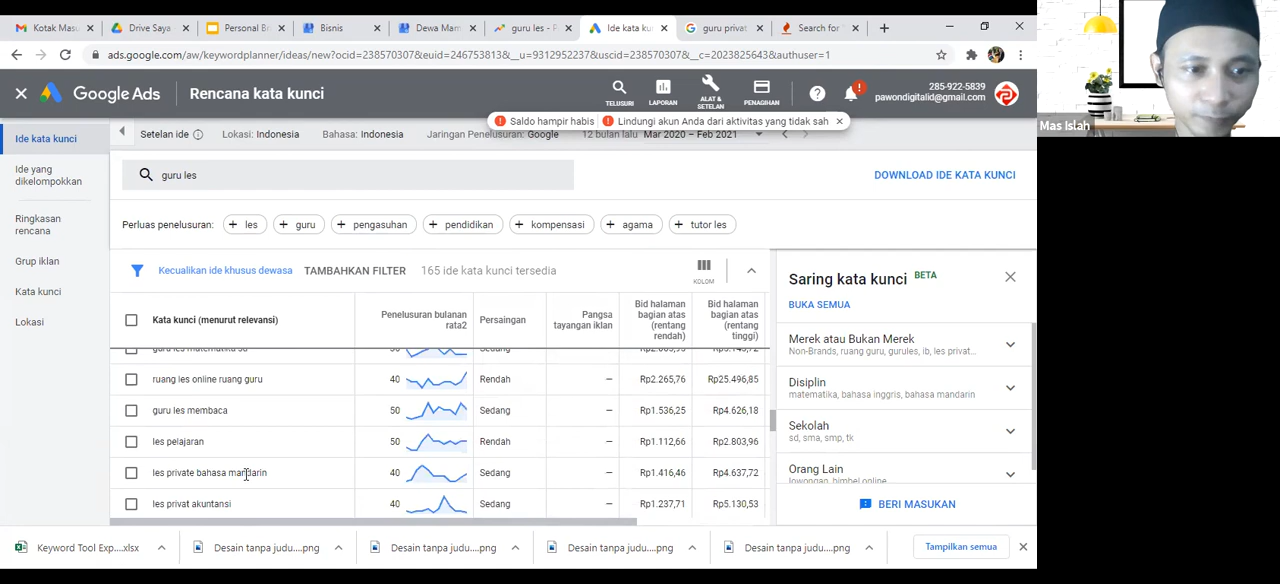 Kotak Masu
Drive Saya
Personal Bo
Bisnis
Dewa Mam
guru les - P
Ide kata ku
guru privat
Search for
ads.google.com/aw/keywordplanner/ideas/new?ocid=238570307&euid=246753813&__u=9312952237&uscid=238570307&__c=2023825643&authuser=1
Google Ads
Rencana kata kunci
TELUSURI
LAPORAN
ALAT & SETELAN
PENAGIHAN
285-922-5839
pawondigitalid@gmail.com
Mas Islah
Saldo hampir habis
Lindungi akun Anda dari aktivitas yang tidak sah
Ide kata kunci
Ide yang dikelompokkan
Ringkasan rencana
Grup iklan
Kata kunci
Lokasi
Setelan ide
Lokasi: Indonesia
Bahasa: Indonesia
Jaringan Penelusuran: Google
12 bulan lalu
Mar 2020 – Feb 2021
guru les
DOWNLOAD IDE KATA KUNCI
Perluas penelusuran:
+ les
+ guru
+ pengasuhan
+ pendidikan
+ kompensasi
+ agama
+ tutor les
Kecualikan ide khusus dewasa
TAMBAHKAN FILTER
165 ide kata kunci tersedia
KOLOM
Kata kunci (menurut relevansi)
Penelusuran bulanan rata2
Persaingan
Pangsa tayangan iklan
Bid halaman bagian atas (rentang rendah)
Bid halaman bagian atas (rentang tinggi)
guru les matematika sd 50 Sedang –
ruang les online ruang guru 40 Rendah – Rp2.265,76 Rp25.496,85
guru les membaca 50 Sedang – Rp1.536,25 Rp4.626,18
les pelajaran 50 Rendah – Rp1.112,66 Rp2.803,96
les private bahasa mandarin 40 Sedang – Rp1.416,46 Rp4.637,72
les privat akuntansi 40 Sedang – Rp1.237,71 Rp5.130,53
Saring kata kunci BETA
BUKA SEMUA
Merek atau Bukan Merek
Non-Brands, ruang guru, gurules, ib, les privat...
Disiplin
matematika, bahasa inggris, bahasa mandarin
Sekolah
sd, sma, smp, tk
Orang Lain
lowongan, bimbel online
BERI MASUKAN
Keyword Tool Exp....xlsx
Desain tanpa judu....png
Desain tanpa judu....png
Desain tanpa judu....png
Desain tanpa judu....png
Tampilkan semua